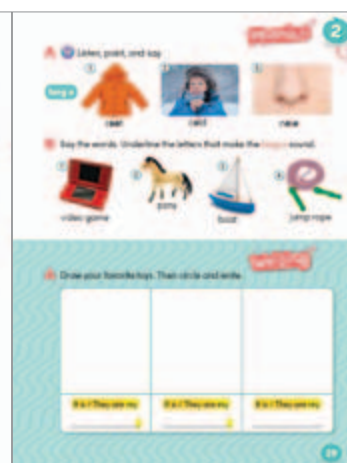 PHONICS
2
A Listen, point, and say.
long o
1 2 3
coat cold nose
B Say the words. Underline the letters that make the long o sound.
1 2 3 4
video game pony boat jump rope
Draw your favorite toys. Then circle and write.
It is / They are my It is / They are my It is / They are my
29